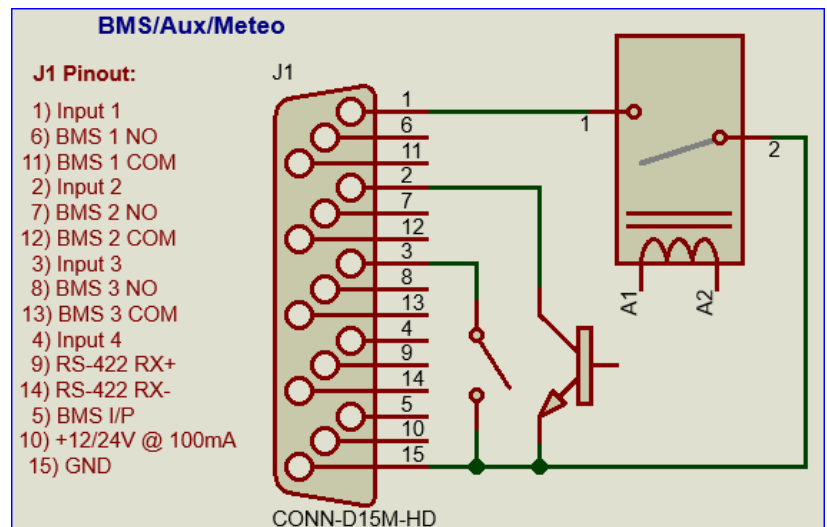 BMS/Aux/Meteo
J1 Pinout:
1) Input 1
6) BMS 1 NO
11) BMS 1 COM
2) Input 2
7) BMS 2 NO
12) BMS 2 COM
3) Input 3
8) BMS 3 NO
13) BMS 3 COM
4) Input 4
9) RS-422 RX+
14) RS-422 RX-
5) BMS I/P
10) +12/24V @ 100mA
15) GND
J1
1
6
11
2
7
12
3
8
13
4
9
14
5
10
15
CONN-D15M-HD
1
2
A1
A2